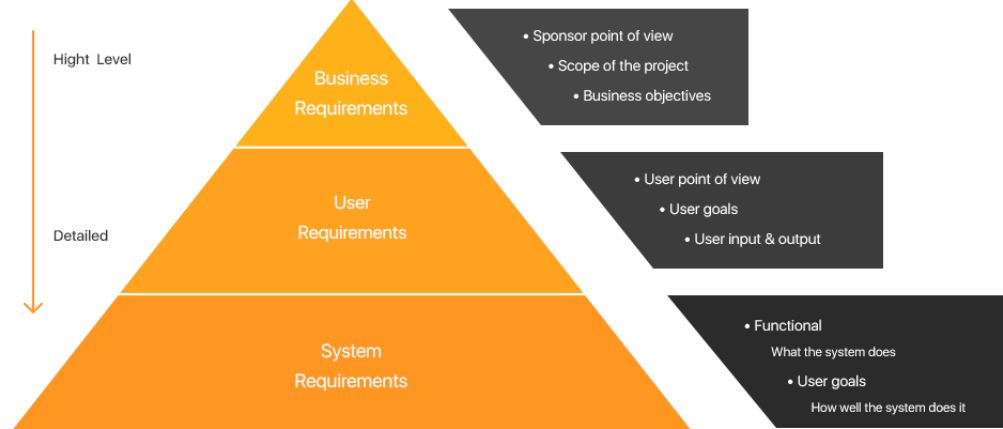 Hight Level
Detailed
Business
Requirements
• Sponsor point of view
• Scope of the project
• Business objectives
User
Requirements
• User point of view
• User goals
• User input & output
System
Requirements
• Functional
What the system does
• User goals
How well the system does it